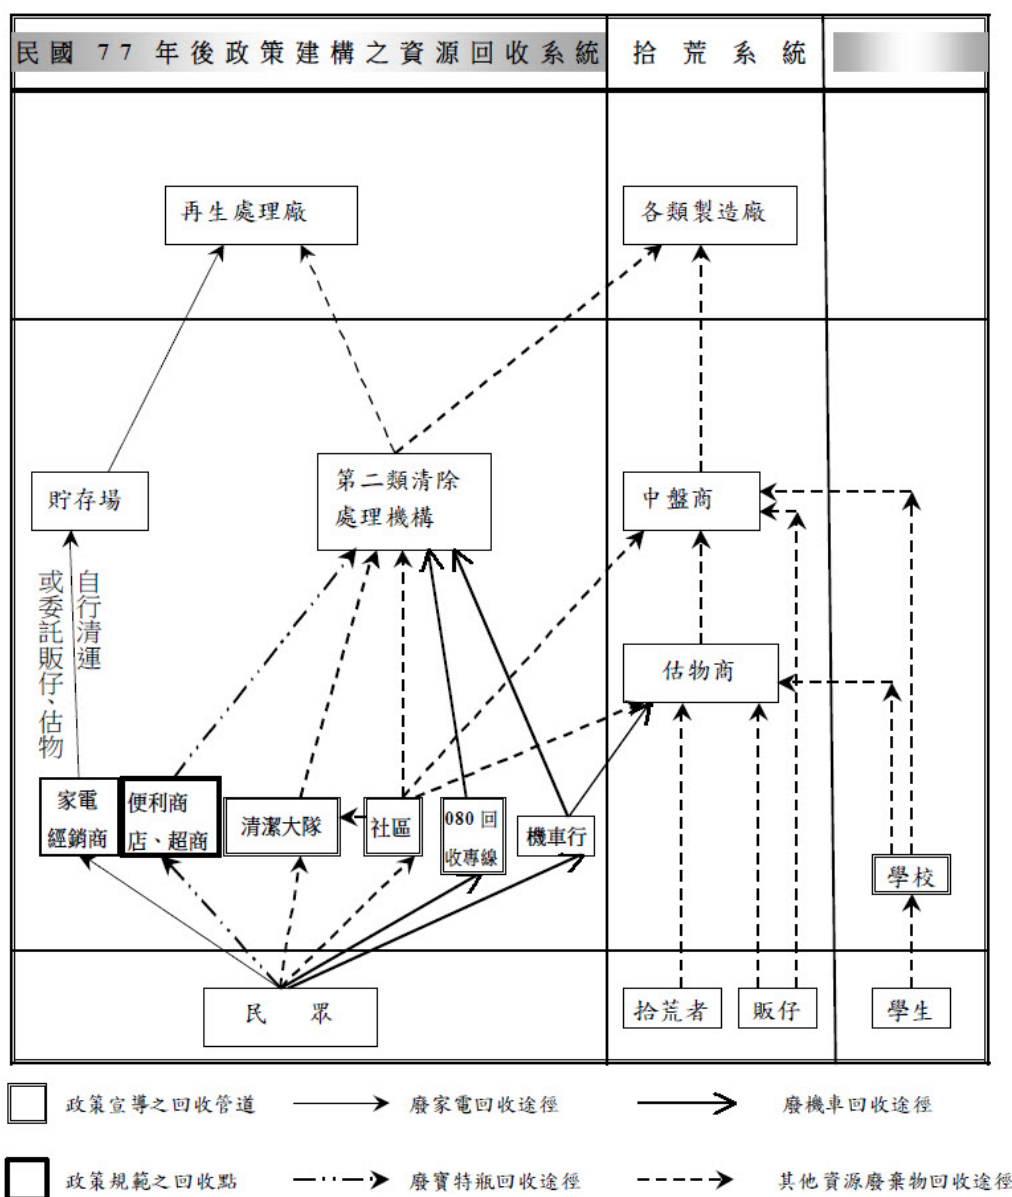 民國 77 年後政策建構之資源回收系統
拾荒系統
再生處理廠
各類製造廠
貯存場
第二類清除
處理機構
中盤商
自行清運
或委託販仔、估物
估物商
家電
經銷商
便利商
店、超商
清潔大隊
社區
080 回
收專線
機車行
學校
民 眾
拾荒者
販仔
學生
政策宣導之回收管道
廢家電回收途徑
廢機車回收途徑
政策規範之回收點
廢寶特瓶回收途徑
其他資源廢棄物回收途徑